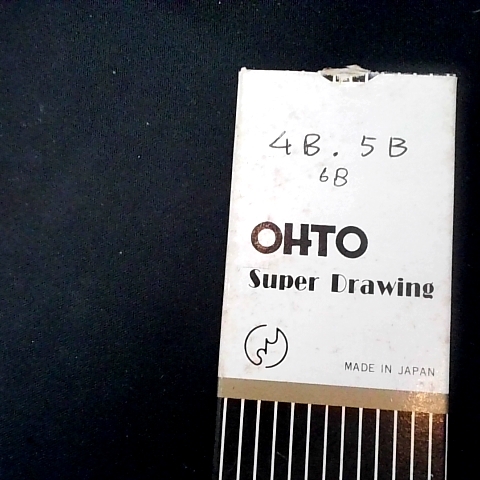 4B. 5B
6B
OHTO
Super Drawing
MADE IN JAPAN